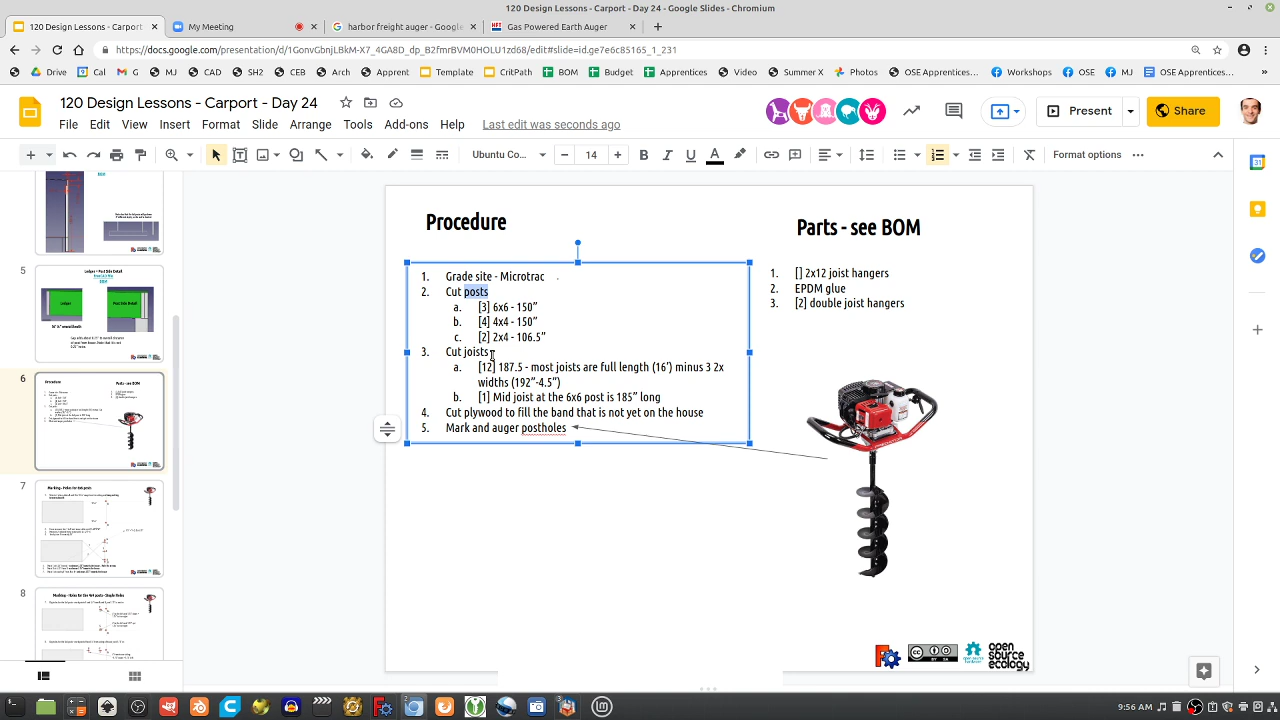 120 Design Lessons - Carport - Day 24 - Google Slides - Chromium
120 Design Lessons - Carport
My Meeting
harbor freight auger - Google
Gas Powered Earth Auger
https://docs.google.com/presentation/d/1GonvGbnjLBkM-X7_4GA8D_dp_B2fmrBVM0HOLU1zd68/edit#slide=id.ge7e6c85165_1_231
Drive
Cal
G
MJ
CAD
SH2
CEB
Arch
Apprent
Template
CritPath
BOM
Budget
Apprentices
Video
Summer X
Photos
OSE Apprentices...
Workshops
OSE
MJ
OSE Apprentices...
120 Design Lessons - Carport - Day 24
File Edit View Insert Format Slide Arrange Tools Add-ons Help Last edit was seconds ago
Present
Share
Ubuntu Co...
14
Format options
5
6
7
8
Procedure
1. Grade site - Microtrac
2. Cut posts
a. [3] 6x6 - 150”
b. [4] 4x4 - 150”
c. [2] 2x4 - 106.5”
3. Cut joists
a. [12] 187.5 - most joists are full length (16’) minus 3 2x
widths (192”-4.5”)
b. [1] Mid joist at the 6x6 post is 185” long
4. Cut plywood to fill the band that is not yet on the house
5. Mark and auger postholes
Parts - see BOM
1. [] 2x12 joist hangers
2. EPDM glue
3. [2] double joist hangers
open
source
ecology
9:56 AM